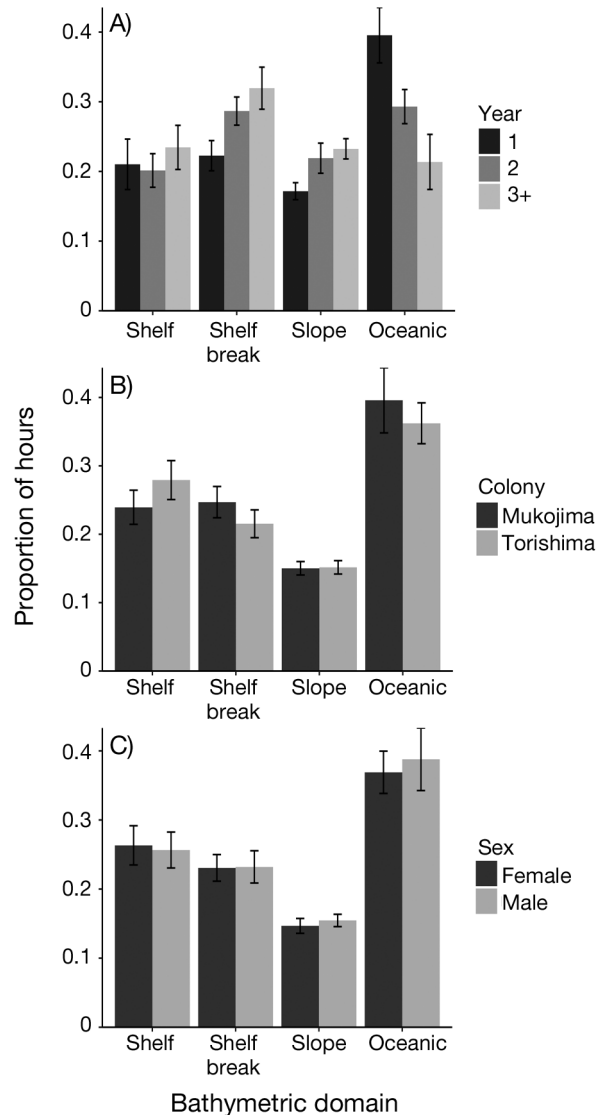 A)
0.4
0.3
0.2
0.1
0
Shelf
Shelf
break
Slope
Oceanic
Year
1
2
3+
B)
0.4
0.3
0.2
0.1
0
Shelf
Shelf
break
Slope
Oceanic
Colony
Mukojima
Torishima
C)
0.4
0.3
0.2
0.1
0
Shelf
Shelf
break
Slope
Oceanic
Sex
Female
Male
Proportion of hours
Bathymetric domain